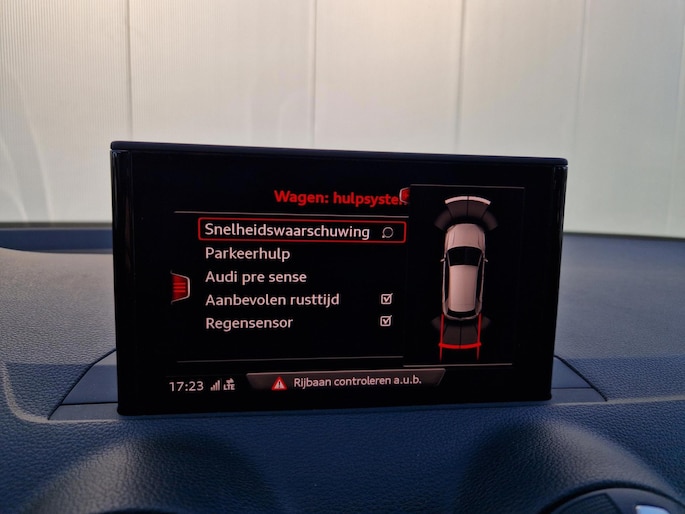 Wagen: hulpsyste
Snelheidswaarschuwing
Parkeerhulp
Audi pre sense
Aanbevolen rusttijd
Regensensor
17:23 LTE
Rijbaan controleren a.u.b.